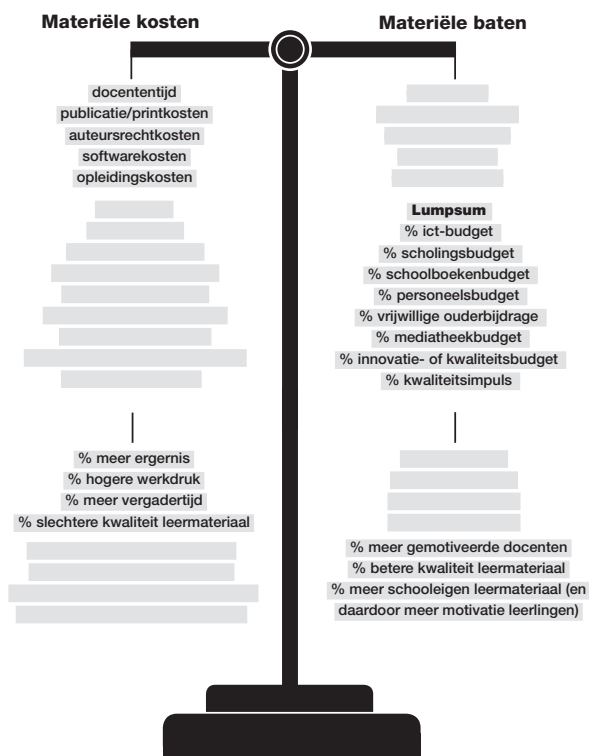 Materiële kosten
docententijd
publicatie/printkosten
auteursrechtkosten
softwarekosten
opleidingskosten
% meer ergernis
% hogere werkdruk
% meer vergadertijd
% slechtere kwaliteit leermateriaal
Materiële baten
Lumpsum
% ict-budget
% scholingsbudget
% schoolboekenbudget
% personeelsbudget
% vrijwillige ouderbijdrage
% mediatheekbudget
% innovatie- of kwaliteitsbudget
% kwaliteitsimpuls
% meer gemotiveerde docenten
% betere kwaliteit leermateriaal
% meer schooleigen leermateriaal (en
daardoor meer motivatie leerlingen)